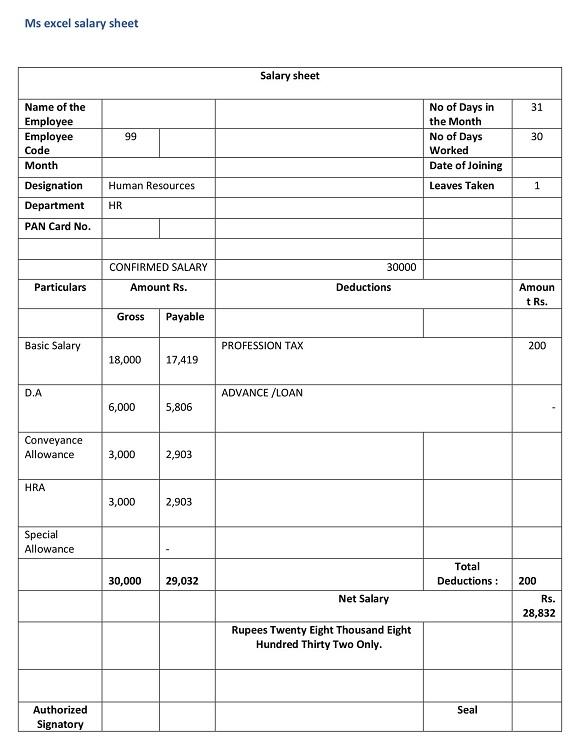 Ms excel salary sheet
Salary sheet
Name of the
Employee
No of Days in
the Month
31
Employee
Code
99
No of Days
Worked
30
Month
Date of Joining
Designation
Human Resources
Leaves Taken
1
Department
HR
PAN Card No.
CONFIRMED SALARY
30000
Particulars
Amount Rs.
Deductions
Amoun
t Rs.
Gross
Payable
Basic Salary
18,000
17,419
PROFESSION TAX
200
D.A
6,000
5,806
ADVANCE /LOAN
-
Conveyance
Allowance
3,000
2,903
HRA
3,000
2,903
Special
Allowance
-
30,000
29,032
Total
Deductions :
200
Net Salary
Rs.
28,832
Rupees Twenty Eight Thousand Eight
Hundred Thirty Two Only.
Authorized
Signatory
Seal